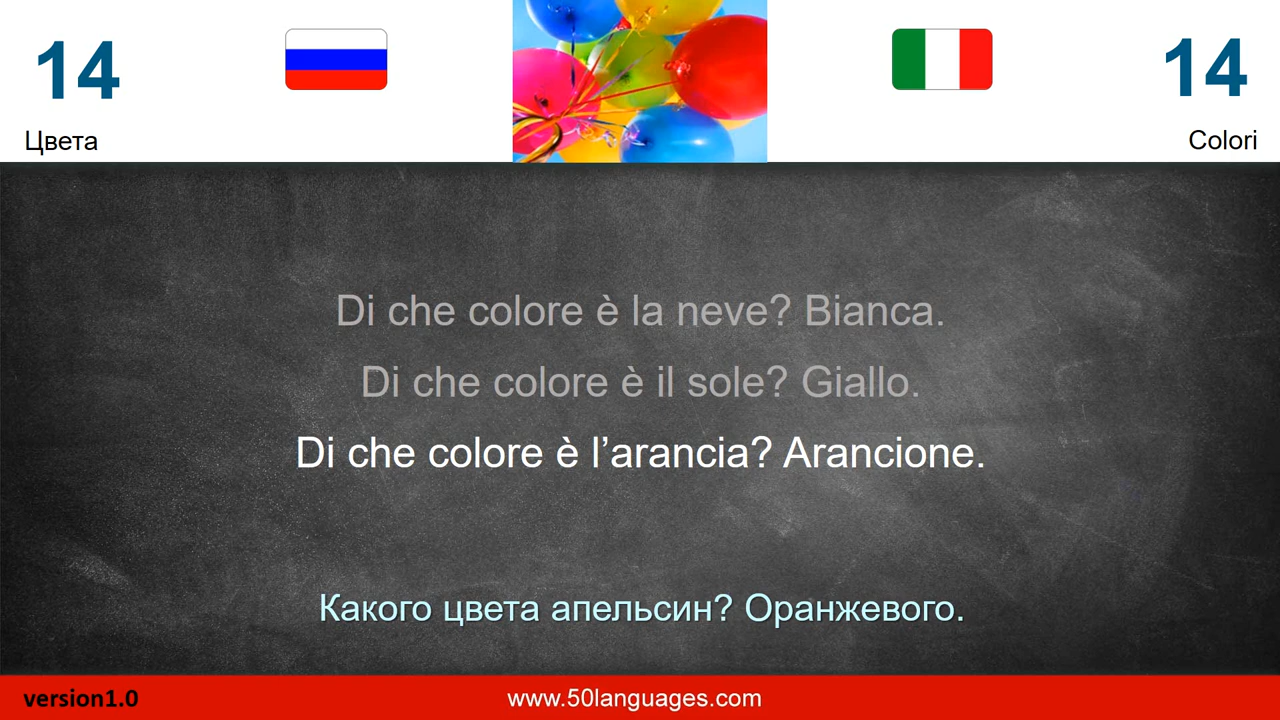 14
14
Цвета
Colori
Di che colore è la neve? Bianca.
Di che colore è il sole? Giallo.
Di che colore è l’arancia? Arancione.
Какого цвета апельсин? Оранжевого.
version1.0
www.50languages.com